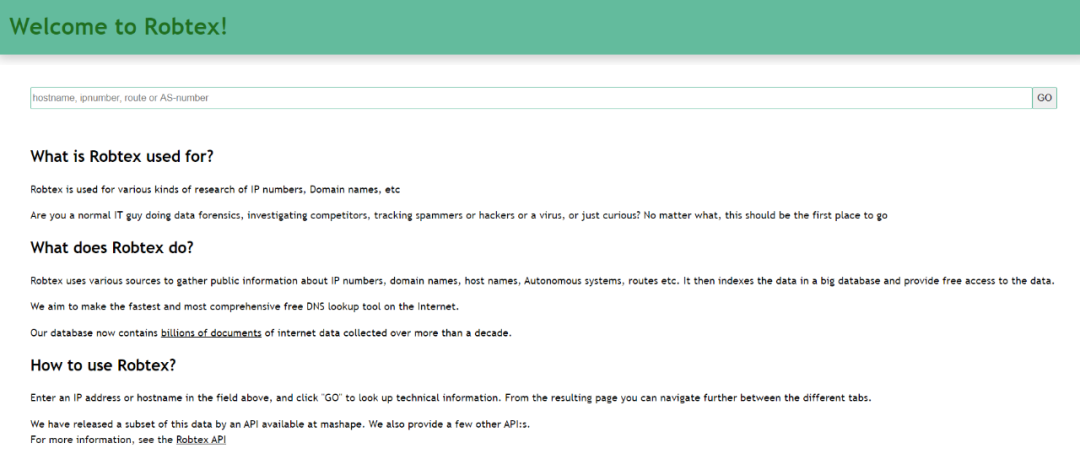 Welcome to Robtex!
hostname, ipnumber, route or AS-number
GO
What is Robtex used for?
Robtex is used for various kinds of research of IP numbers, Domain names, etc
Are you a normal IT guy doing data forensics, investigating competitors, tracking spammers or hackers or a virus, or just curious? No matter what, this should be the first place to go
What does Robtex do?
Robtex uses various sources to gather public information about IP numbers, domain names, host names, Autonomous systems, routes etc. It then indexes the data in a big database and provide free access to the data.
We aim to make the fastest and most comprehensive free DNS lookup tool on the Internet.
Our database now contains billions of documents of internet data collected over more than a decade.
How to use Robtex?
Enter an IP address or hostname in the field above, and click "GO" to look up technical information. From the resulting page you can navigate further between the different tabs.
We have released a subset of this data by an API available at mashape. We also provide a few other API:s.
For more information, see the Robtex API